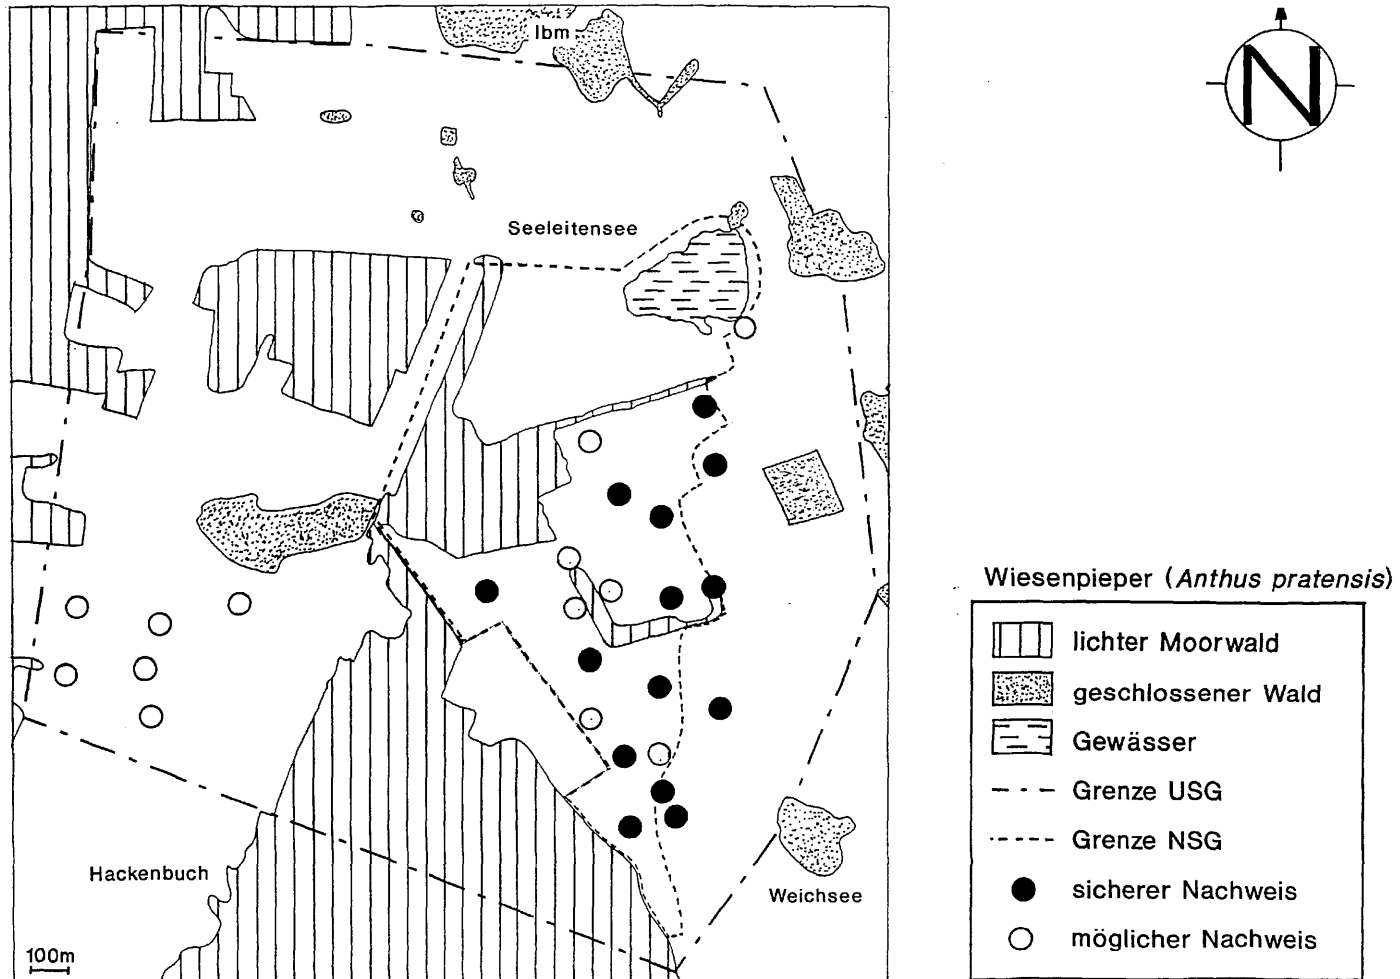 Ibm
N
Seeleitensee
Hackenbuch
Weichsee
100m
Wiesenpieper (Anthus pratensis)
lichter Moorwald
geschlossener Wald
Gewässer
Grenze USG
Grenze NSG
sicherer Nachweis
möglicher Nachweis